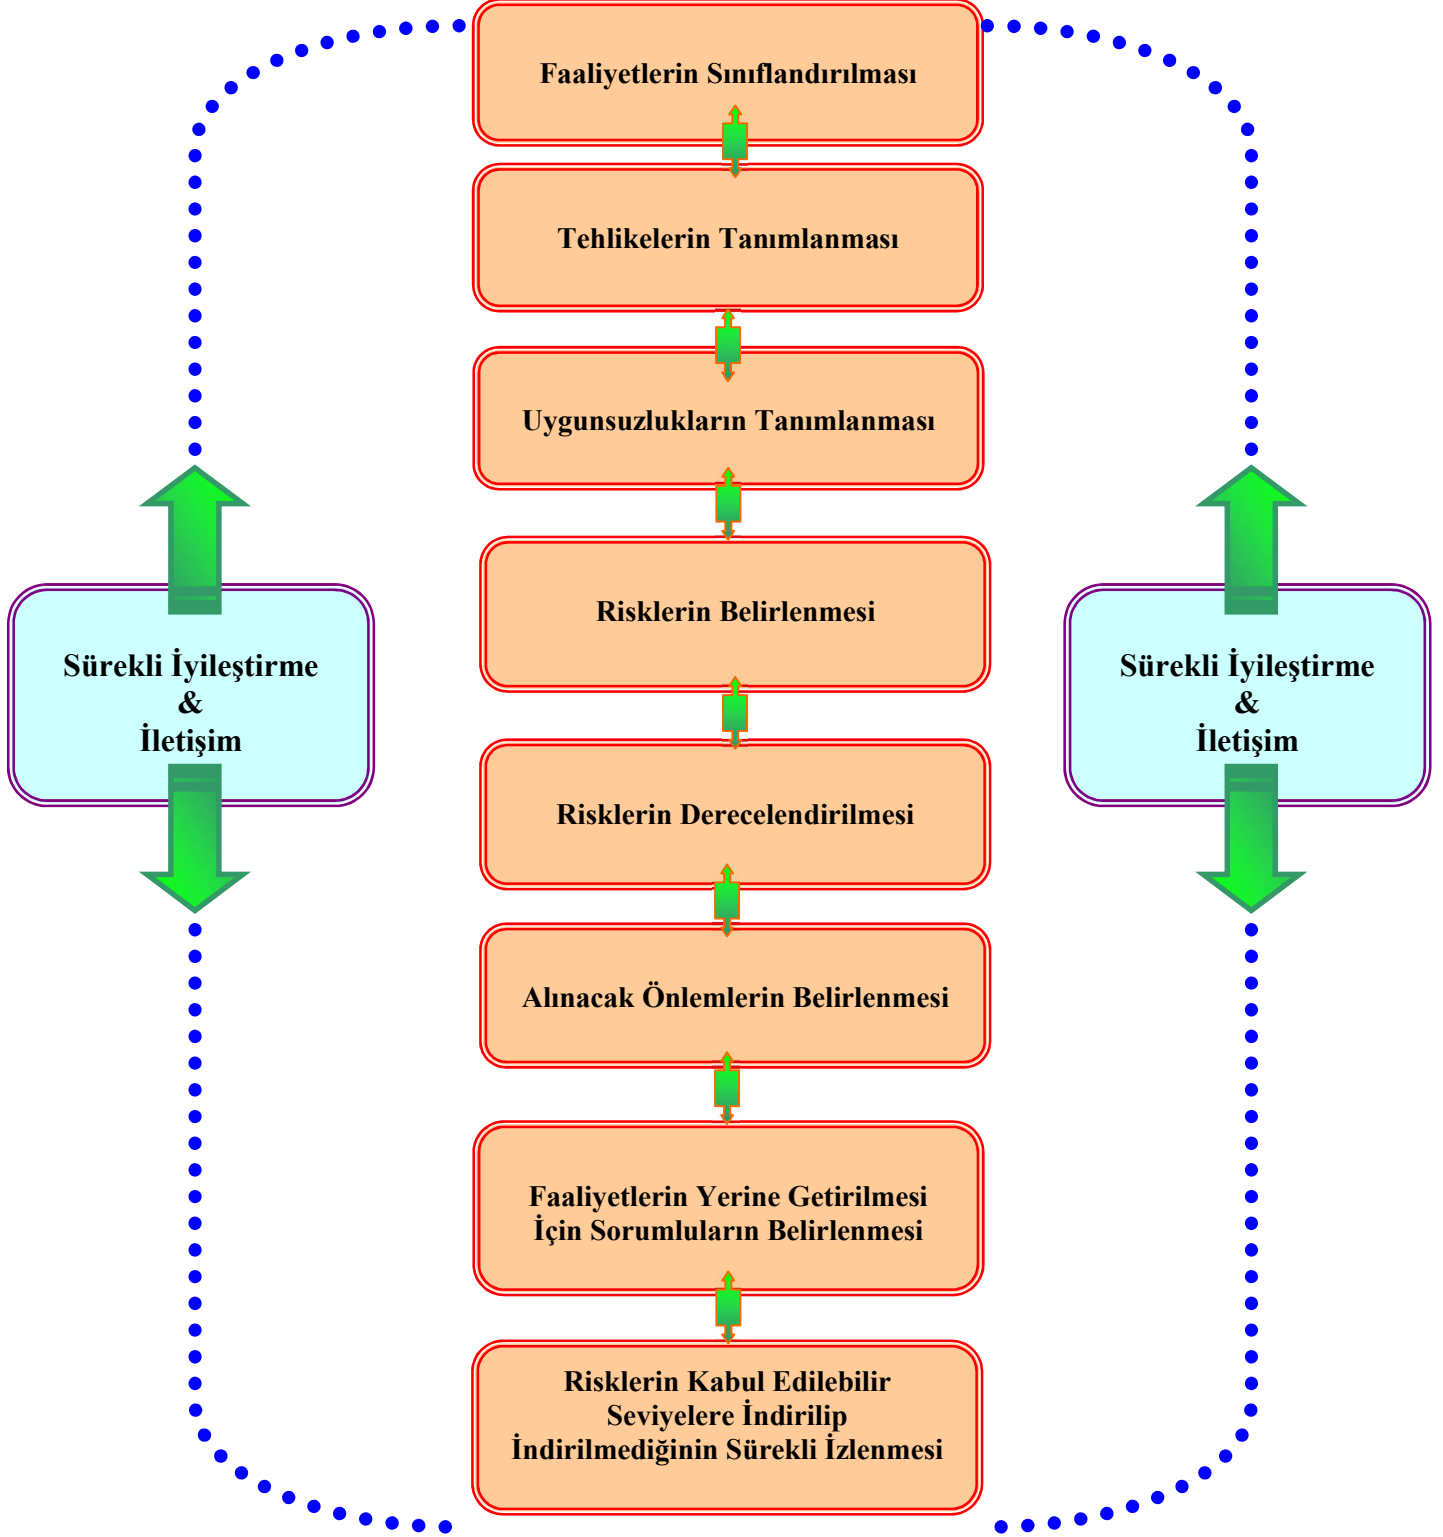 Faaliyetlerin Sınıflandırılması
Tehlikelerin Tanımlanması
Uygunsuzlukların Tanımlanması
Risklerin Belirlenmesi
Sürekli İyileştirme
&
İletişim
Sürekli İyileştirme
&
İletişim
Risklerin Derecelendirilmesi
Alınacak Önlemlerin Belirlenmesi
Faaliyetlerin Yerine Getirilmesi
İçin Sorumluların Belirlenmesi
Risklerin Kabul Edilebilir
Seviyelere İndirilip
İndirilmediğinin Sürekli İzlenmesi